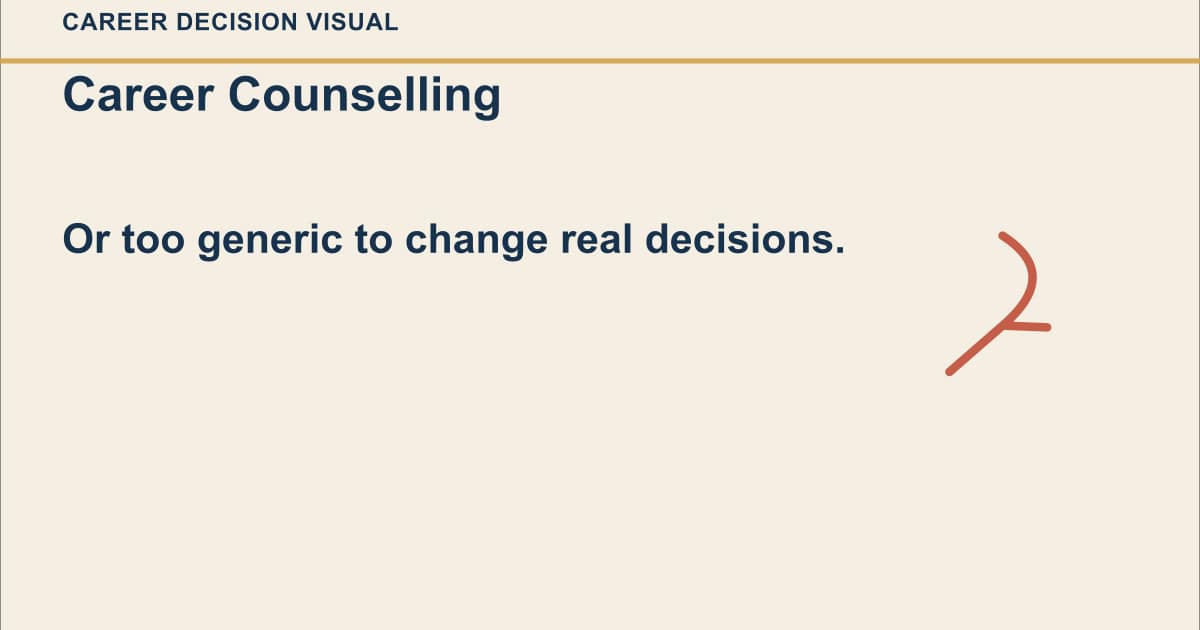 CAREER DECISION VISUAL
Career Counselling
Or too generic to change real decisions.